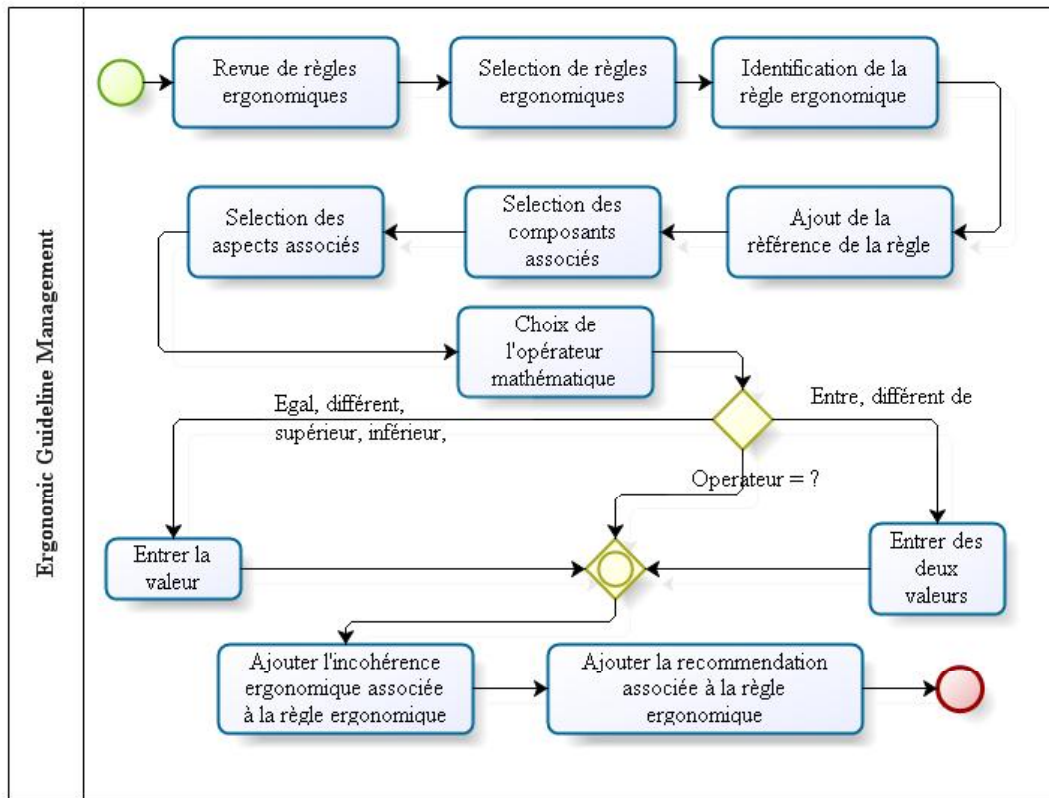 Ergonomic Guideline Management
Revue de règles
ergonomiques
Selection de règles
ergonomiques
Identification de la
règle ergonomique
Selection des
aspects associés
Selection des
composants
associés
Ajout de la
rèférence de la règle
Choix de
l'opérateur
mathématique
Egal, différent,
supérieur, inférieur,
Entre, différent de
Operateur = ?
Entrer la
valeur
Entrer des
deux
valeurs
Ajouter l'incohérence
ergonomique associée
à la règle ergonomique
Ajouter la recommendation
associée à la règle
ergonomique